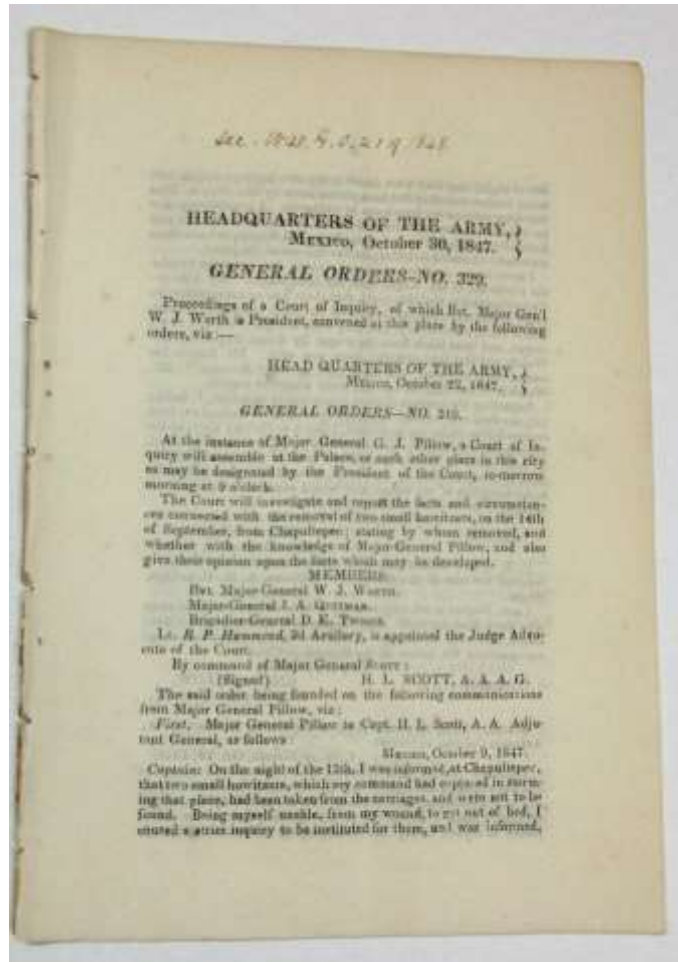 HEADQUARTERS OF THE ARMY,
MEXICO, October 30, 1847.
GENERAL ORDERS-NO. 329.
Proceedings of a Court of Inquiry, of which Bvt. Major Gen'l
W. J. Worth is President, convened at this place by the following
orders, viz:—
HEAD QUARTERS OF THE ARMY,
Mexico, October 22, 1847.
GENERAL ORDERS—NO.
At the instance of Major General G. J. Pillow, a Court of In-
quiry will assemble at the Palace, or such other place in this city
as may be designated by the President of the Court, to-morrow
morning at 9 o'clock.
The Court will investigate and report the facts and circumstan-
ces connected with the removal of two small howitzers, on the 14th
of September, from Chapultepec; stating by whom removed, and
whether with the knowledge of Major-General Pillow, and also
give their opinion upon the facts which may be developed.
MEMBERS:
Bvt. Major-General W. J. WORTH.
Major-General J. A. QUITMAN.
Brigadier-General D. E. TWIGGS.
Lt. R. P. Hammond, 3d Artillery, is appointed the Judge Advo-
cate of the Court.
By command of Major General SCOTT:
(Signed) H. L. SCOTT, A. A. A. G.
The said order being founded on the following communications
from Major General Pillow, viz:
First. Major General Pillow to Capt. H. L. Scott, A. A. Adju-
tant General, as follows:
MEXICO, October 9, 1847.
Captain: On the night of the 13th, I was informed, at Chapultepec,
that two small howitzers, which my command had captured in storm-
ing that place, had been taken from the carriages and were not to be
found. Being myself unable, from my wound, to get out of bed, I
caused a strict inquiry to be instituted for them, and was informed,